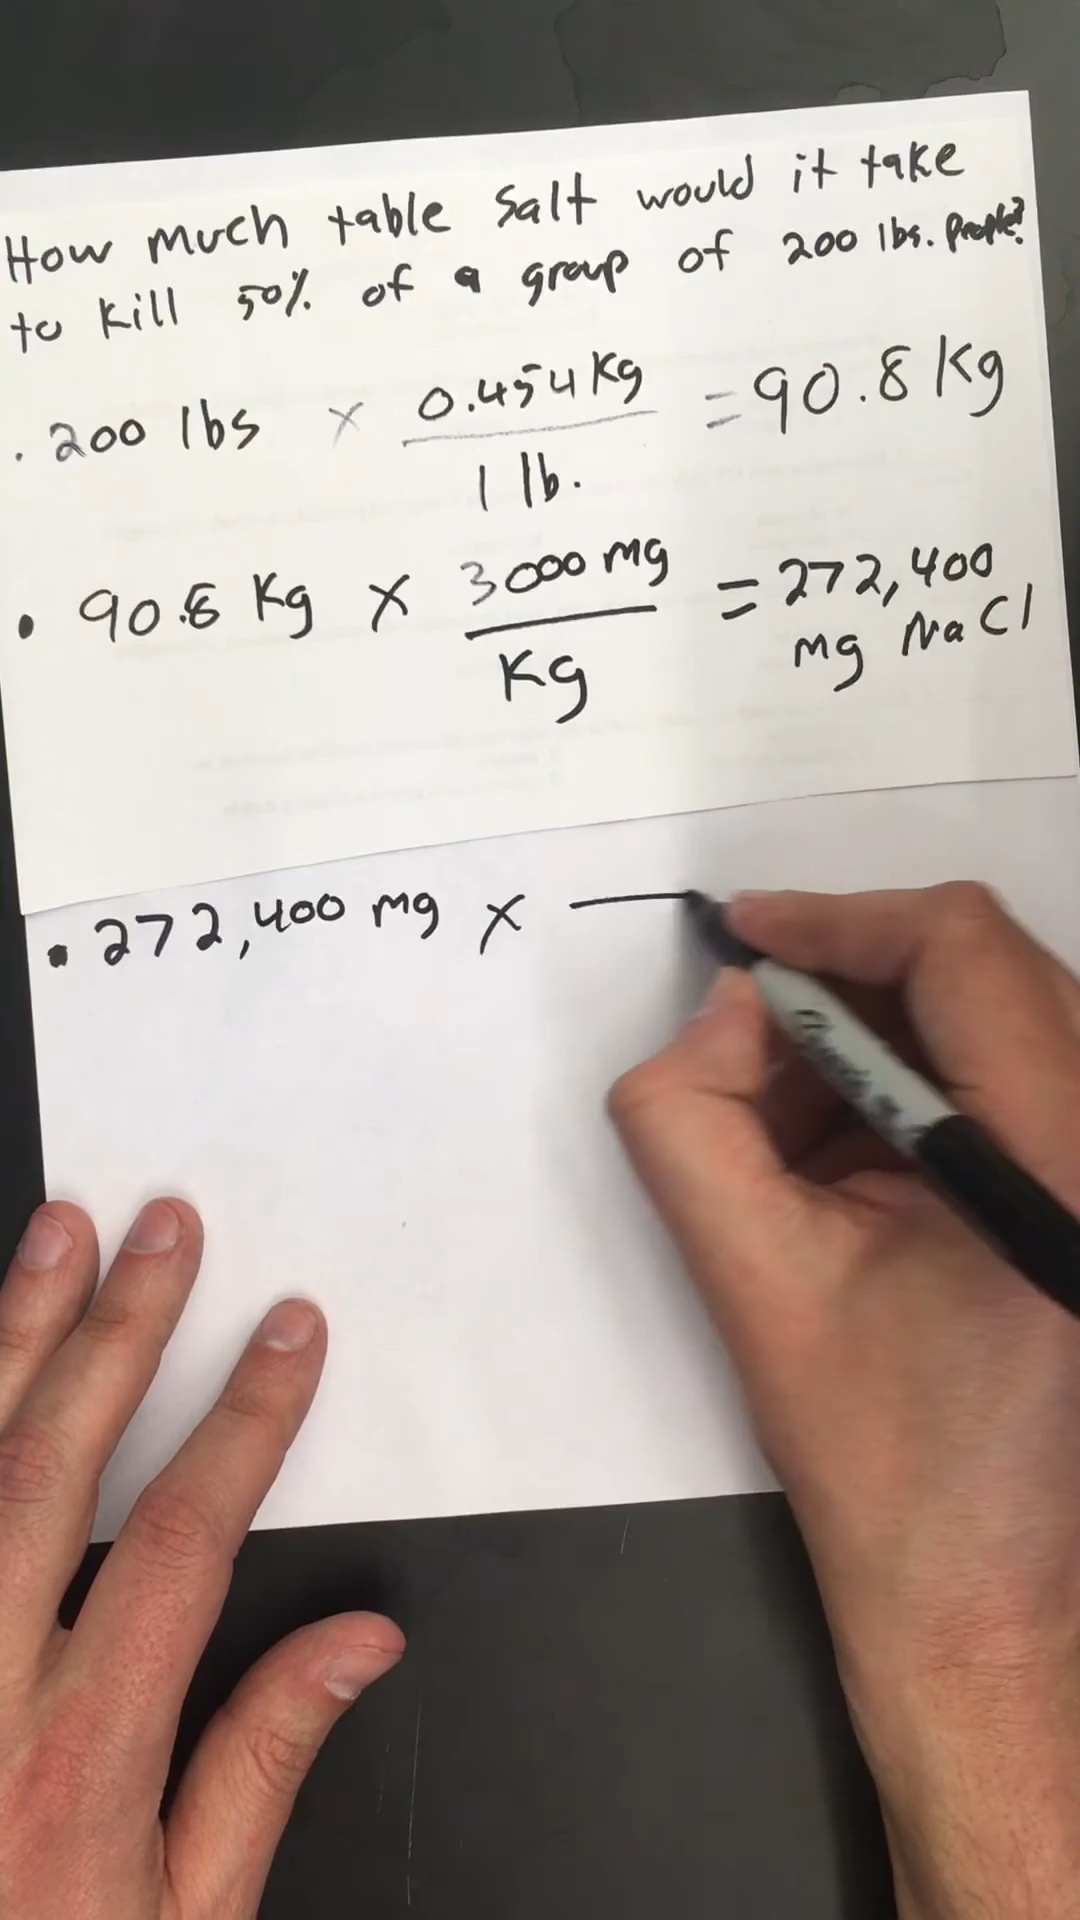 How much table salt would it take
to kill 50% of a group of 200 lbs. people?
. 200 lbs x 0.454 Kg = 90.8 Kg
1 lb.
• 90.8 Kg x 3000 mg = 272,400
Kg mg NaCl
• 272,400 mg x